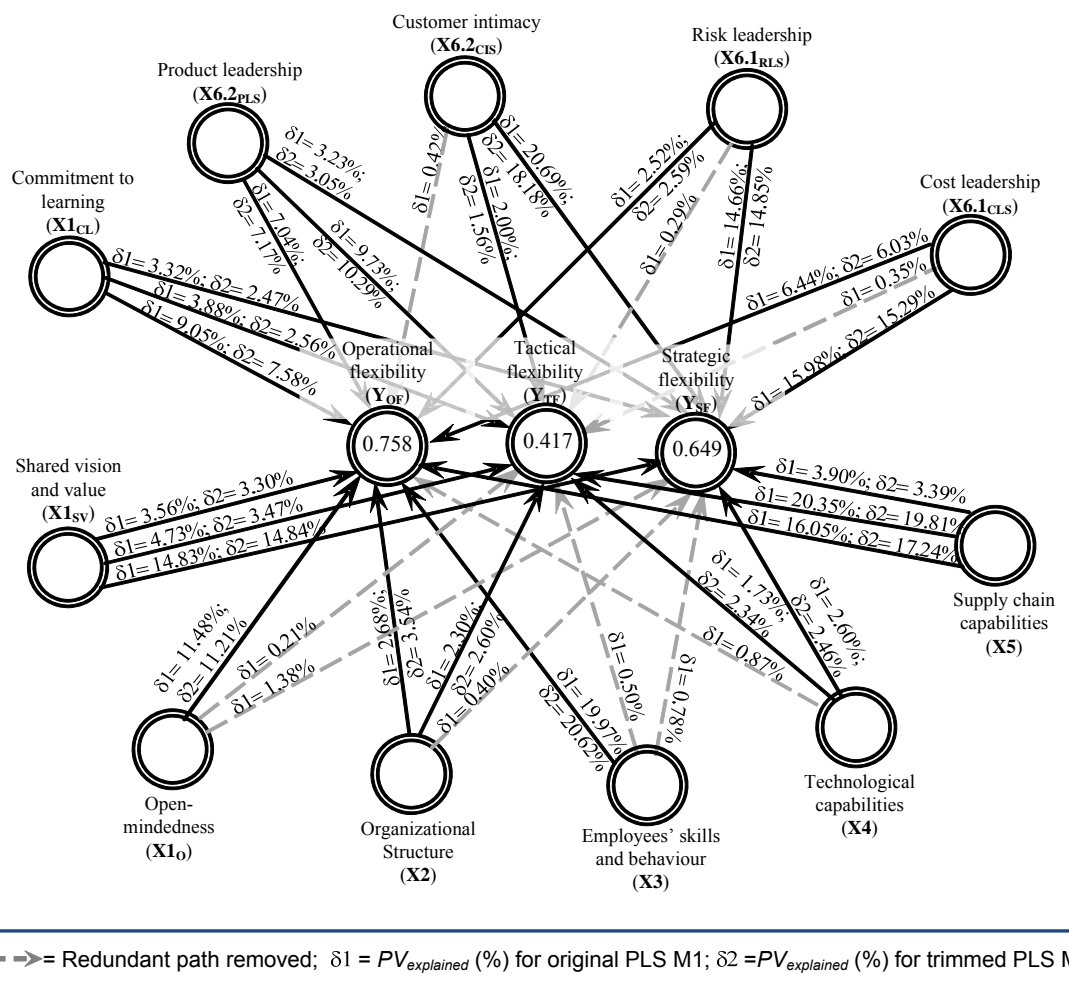 Customer intimacy
(X6.2CIS)
Risk leadership
(X6.1RLS)
Product leadership
(X6.2PLS)
Commitment to
learning
(X1CL)
Cost leadership
(X6.1CLS)
δ1= 3.23%;
δ2= 3.05%
δ1= 7.04%;
δ2= 7.17%
δ1= 9.73%;
δ2= 10.29%
δ1= 0.42%
δ1= 2.00%;
δ2= 1.56%
δ1= 20.69%;
δ2= 18.18%
δ1= 2.52%;
δ2= 2.59%
δ1= 0.29%
δ1= 14.66%;
δ2= 14.85%
δ1= 6.44%; δ2= 6.03%
δ1= 0.35%
δ1= 15.98%; δ2= 15.29%
δ1= 3.32%; δ2= 2.47%
δ1= 3.88%; δ2= 2.56%
δ1= 9.05%; δ2= 7.58%
Operational
flexibility
(YOF)
Tactical
flexibility
(YTF)
Strategic
flexibility
(YSF)
0.758
0.417
0.649
Shared vision
and value
(X1SV)
δ1= 3.56%; δ2= 3.30%
δ1= 4.73%; δ2= 3.47%
δ1= 14.83%; δ2= 14.84%
δ1= 3.90%; δ2= 3.39%
δ1= 20.35%; δ2= 19.81%
δ1= 16.05%; δ2= 17.24%
Supply chain
capabilities
(X5)
δ1= 11.48%;
δ2= 11.21%
δ1= 0.21%
δ1= 1.38%
δ1= 2.68%;
δ2= 3.54%
δ1= 2.30%;
δ2= 2.60%
δ1= 0.40%
δ1= 19.97%
δ2= 20.62%
δ1= 0.50%
δ1= 0.78%
δ1= 0.87%
δ1= 1.73%;
δ2= 2.34%
δ1= 2.60%;
δ2= 2.46%
Open-
mindedness
(X1O)
Organizational
Structure
(X2)
Employees' skills
and behaviour
(X3)
Technological
capabilities
(X4)
= Redundant path removed; δ1 = PVexplained (%) for original PLS M1; δ2 =PVexplained (%) for trimmed PLS M